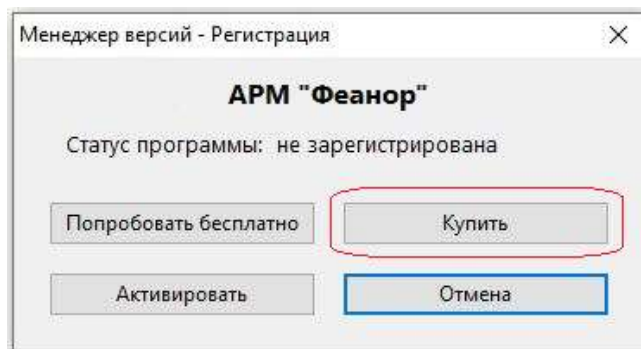 Менеджер версий - Регистрация
АРМ "Феанор"
Статус программы: не зарегистрирована
Попробовать бесплатно
Купить
Активировать
Отмена